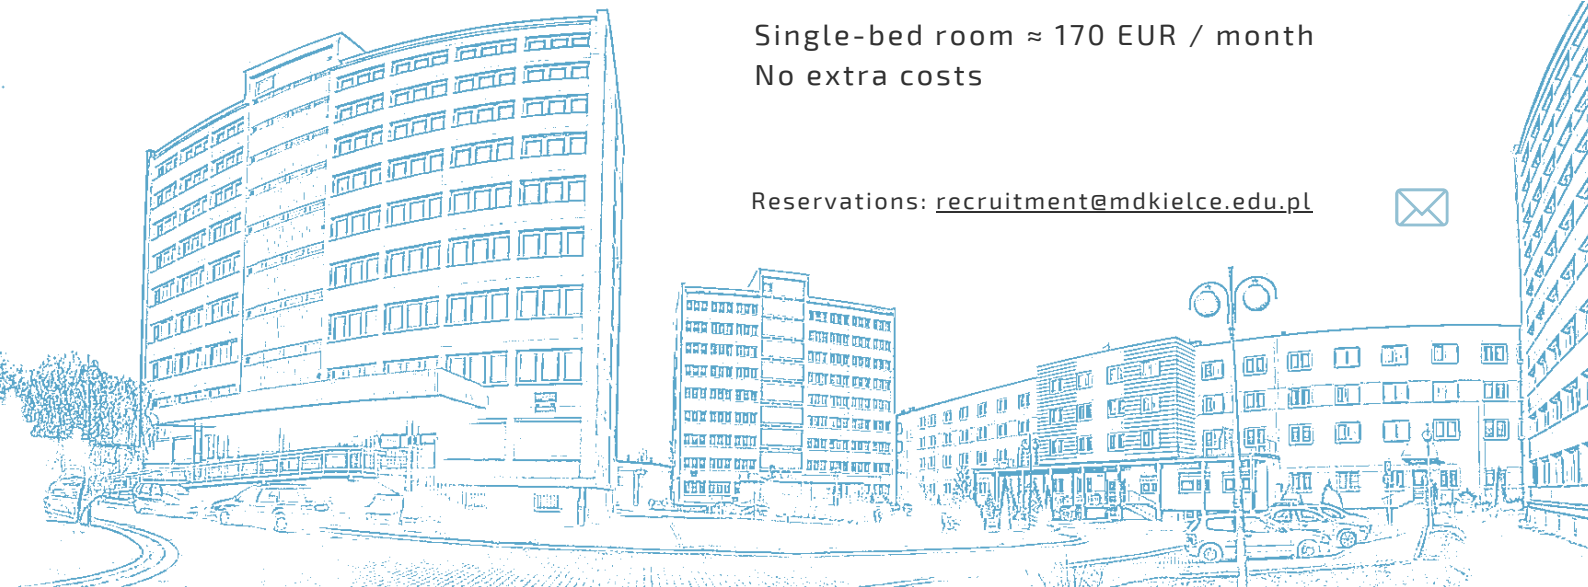 Single-bed room ≈ 170 EUR / month
No extra costs
Reservations: recruitment@mdkielce.edu.pl